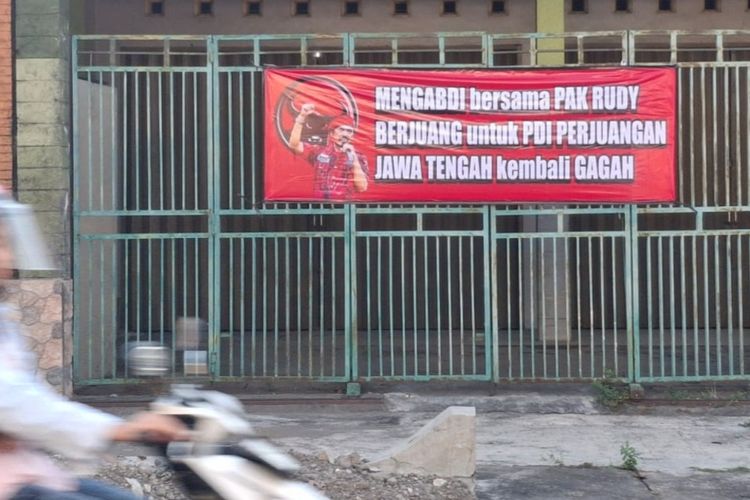 MENGABDI bersama PAK RUDY
BERJUANG untuk PDI PERJUANGAN
JAWA TENGAH kembali GAGAH